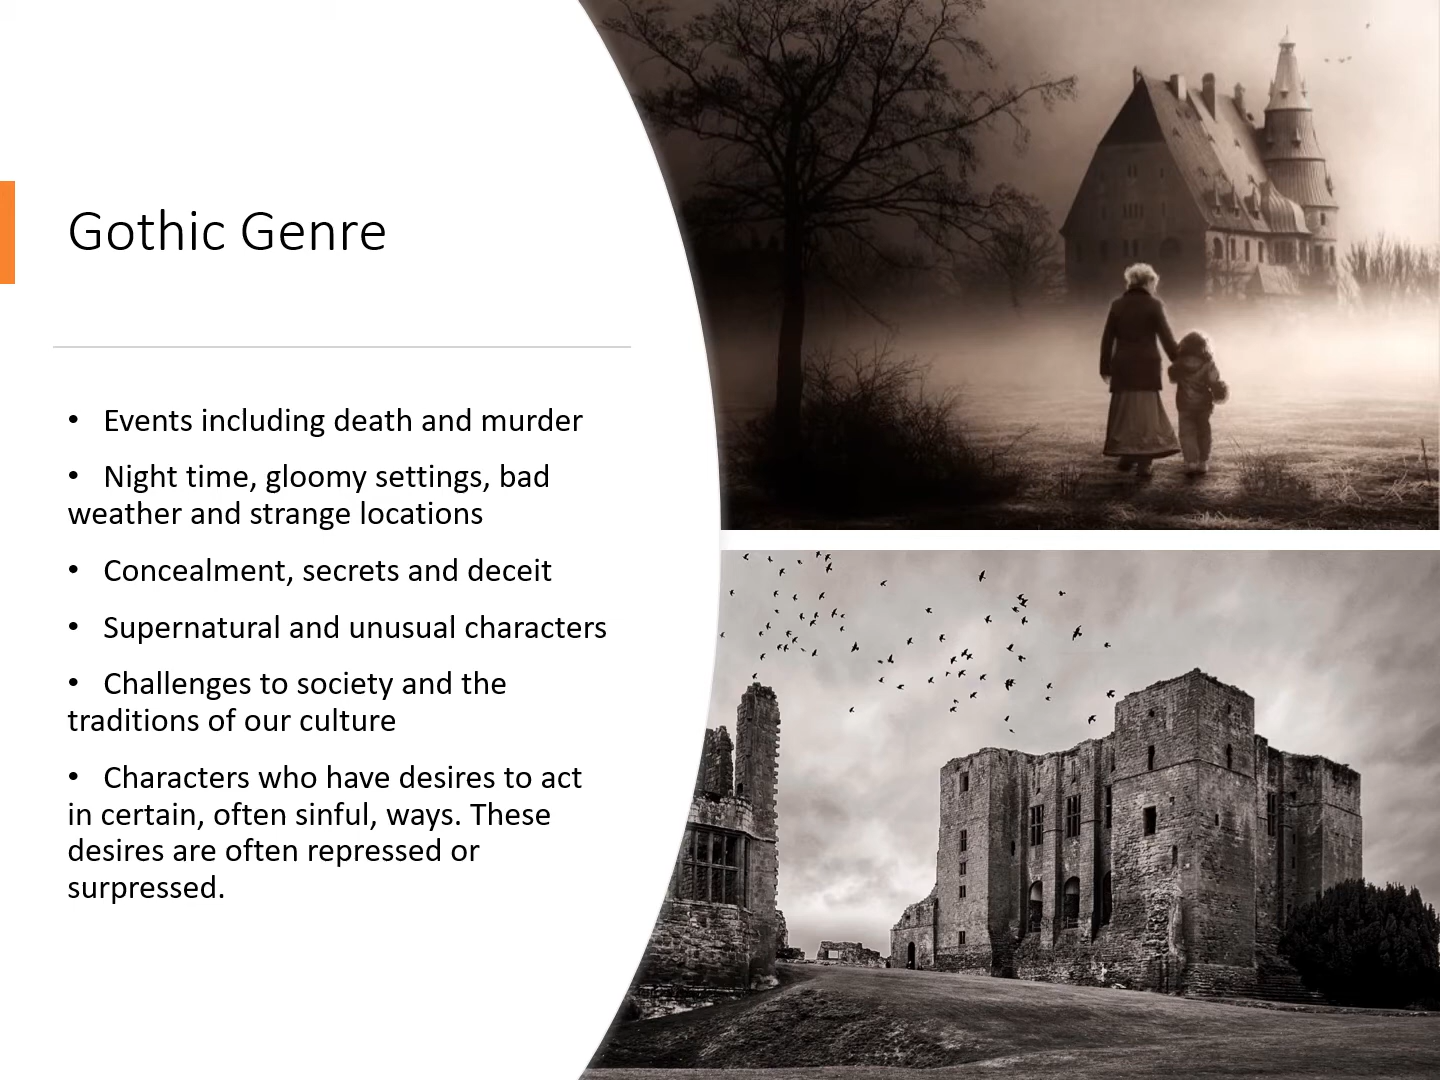 Gothic Genre
• Events including death and murder
• Night time, gloomy settings, bad
weather and strange locations
• Concealment, secrets and deceit
• Supernatural and unusual characters
• Challenges to society and the
traditions of our culture
• Characters who have desires to act
in certain, often sinful, ways. These
desires are often repressed or
surpressed.